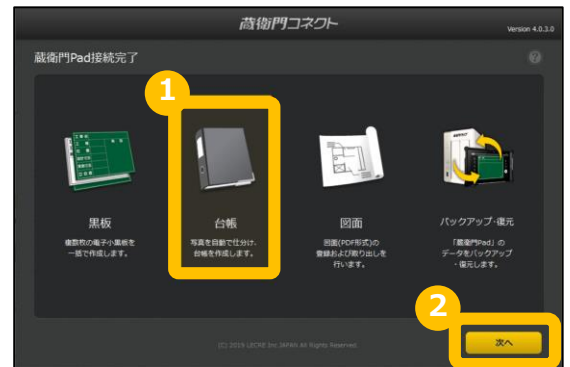 蔵衛門コネクト
Version 4.0.3.0
蔵衛門Pad接続完了
?
1
黒板
複数枚の電子小黒板を
一括で作成します。
台帳
写真を自動で仕分け、
台帳を作成します。
図面
図面(PDF形式)の
登録および取り出しを
行います。
バックアップ・復元
「蔵衛門Pad」の
データをバックアップ
・復元します。
2
次へ
(C) 2019 LECRE Inc.JAPAN All Rights Reserved.